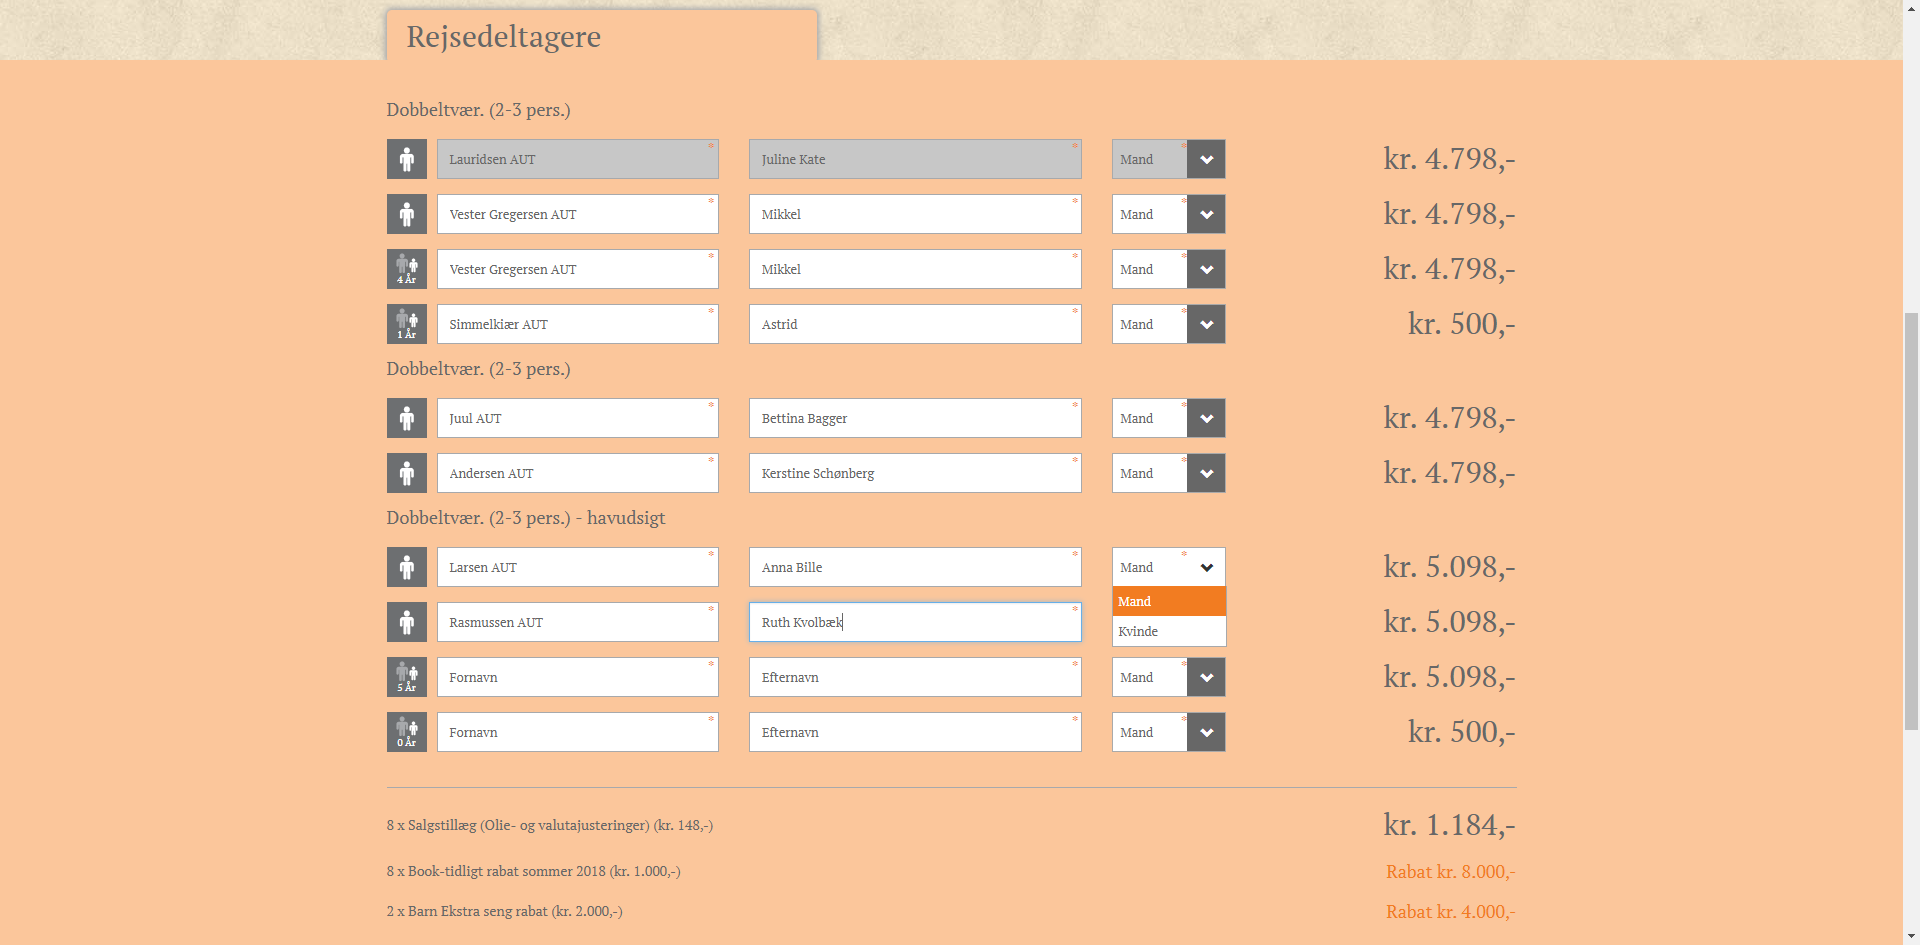 Rejsedeltagere
Dobbeltvær. (2-3 pers.)
Lauridsen AUT * Juline Kate * Mand * kr. 4.798,-
Vester Gregersen AUT * Mikkel * Mand * kr. 4.798,-
4 År Vester Gregersen AUT * Mikkel * Mand * kr. 4.798,-
1 År Simmelkiær AUT * Astrid * Mand * kr. 500,-
Dobbeltvær. (2-3 pers.)
Juul AUT * Bettina Bagger * Mand * kr. 4.798,-
Andersen AUT * Kerstine Schønberg * Mand * kr. 4.798,-
Dobbeltvær. (2-3 pers.) - havudsigt
Larsen AUT * Anna Bille * Mand * kr. 5.098,-
Mand
Rasmussen AUT * Ruth Kvolbæk * kr. 5.098,-
Kvinde
5 År Fornavn * Efternavn * Mand * kr. 5.098,-
0 År Fornavn * Efternavn * Mand * kr. 500,-
8 x Salgstillæg (Olie- og valutajusteringer) (kr. 148,-) kr. 1.184,-
8 x Book-tidligt rabat sommer 2018 (kr. 1.000,-) Rabat kr. 8.000,-
2 x Barn Ekstra seng rabat (kr. 2.000,-) Rabat kr. 4.000,-